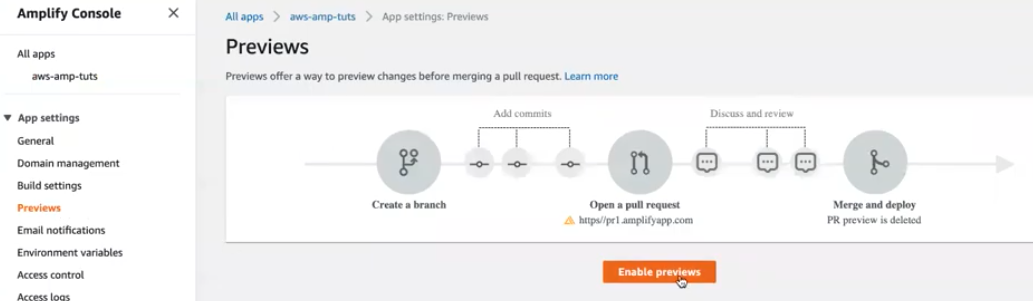 Amplify Console
All apps
aws-amp-tuts
App settings
General
Domain management
Build settings
Previews
Email notifications
Environment variables
Access control
Access logs
All apps > aws-amp-tuts > App settings: Previews
Previews
Previews offer a way to preview changes before merging a pull request. Learn more
Add commits
Discuss and review
Create a branch
Open a pull request
Merge and deploy
https//pr1.amplifyapp.com
PR preview is deleted
Enable previews